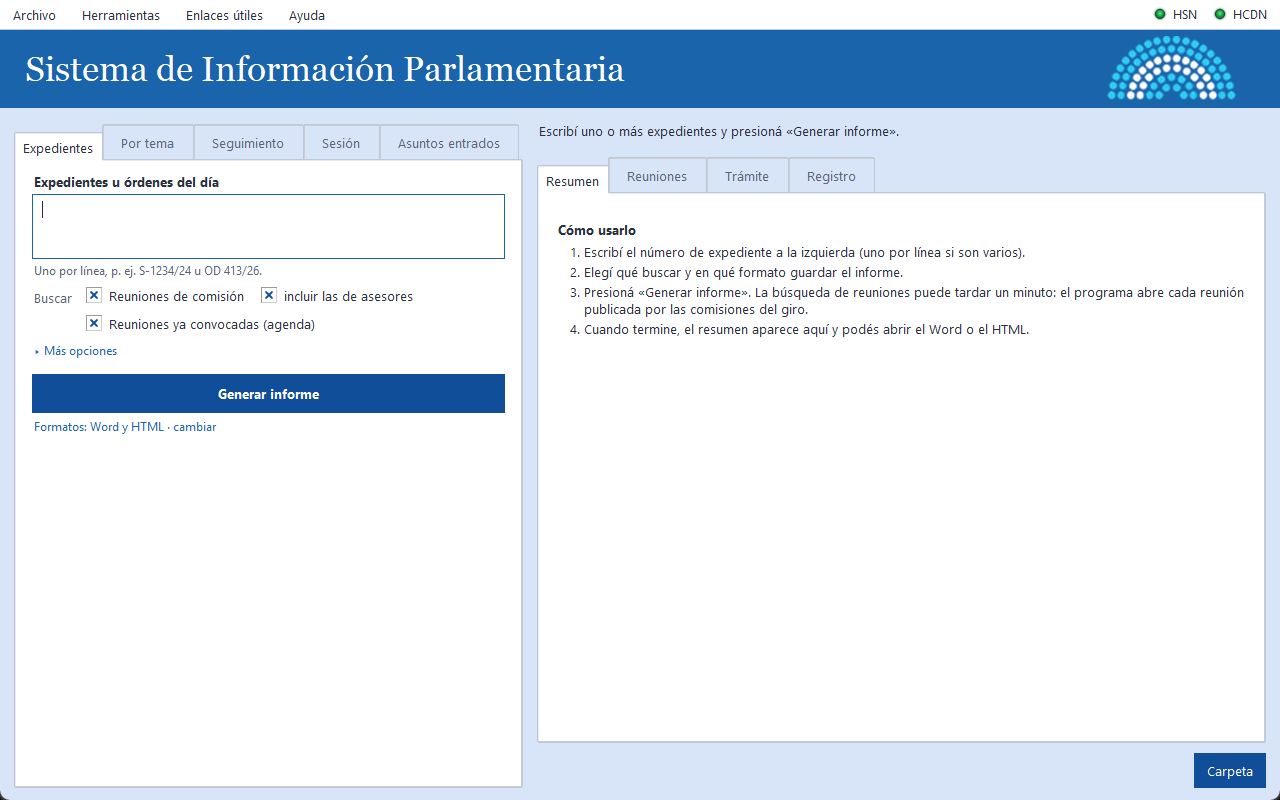 Archivo Herramientas Enlaces útiles Ayuda HSN HCDN
Sistema de Información Parlamentaria
Expedientes Por tema Seguimiento Sesión Asuntos entrados
Expedientes u órdenes del día
Uno por línea, p. ej. S-1234/24 u OD 413/26.
Buscar Reuniones de comisión incluir las de asesores
Reuniones ya convocadas (agenda)
Más opciones
Generar informe
Formatos: Word y HTML · cambiar
Escribí uno o más expedientes y presioná «Generar informe».
Resumen Reuniones Trámite Registro
Cómo usarlo
1. Escribí el número de expediente a la izquierda (uno por línea si son varios).
2. Elegí qué buscar y en qué formato guardar el informe.
3. Presioná «Generar informe». La búsqueda de reuniones puede tardar un minuto: el programa abre cada reunión
publicada por las comisiones del giro.
4. Cuando termine, el resumen aparece aquí y podés abrir el Word o el HTML.
Carpeta